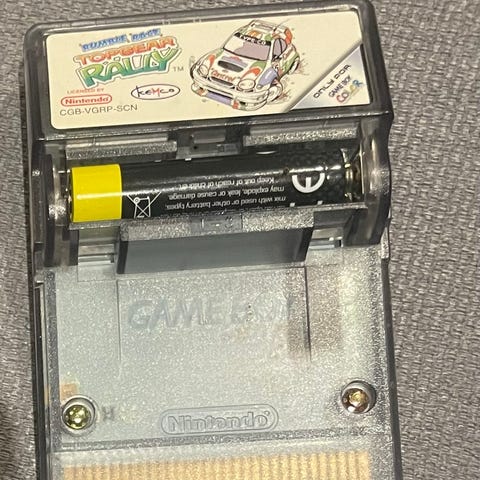 RUMBLE PACK
TOP GEAR
RALLY™
LICENSED BY
Nintendo
Kemco
CGB-VGRP-SCN
ONLY FOR
GAME BOY
COLOR
mix with used or other battery types.
may explode, leak or cause damage.
Keep out of reach of children
GAME BOY
Nintendo